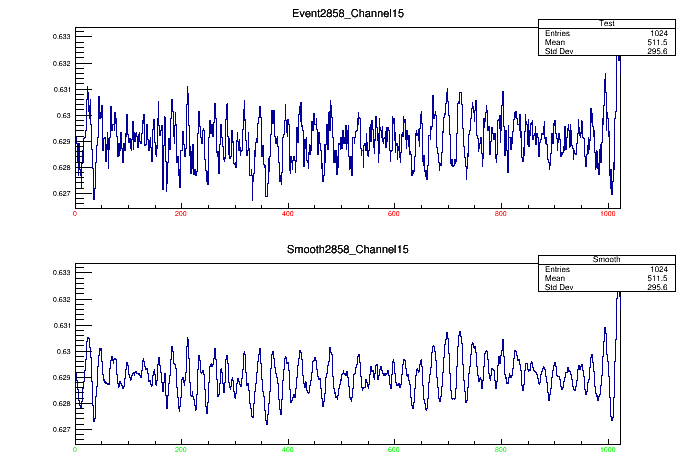 Event2858_Channel15
Test
Entries 1024
Mean 511.5
Std Dev 295.6
0.633
0.632
0.631
0.63
0.629
0.628
0.627
0 200 400 600 800 1000
Smooth2858_Channel15
Smooth
Entries 1024
Mean 511.5
Std Dev 295.6
0.633
0.632
0.631
0.63
0.629
0.628
0.627
0 200 400 600 800 1000